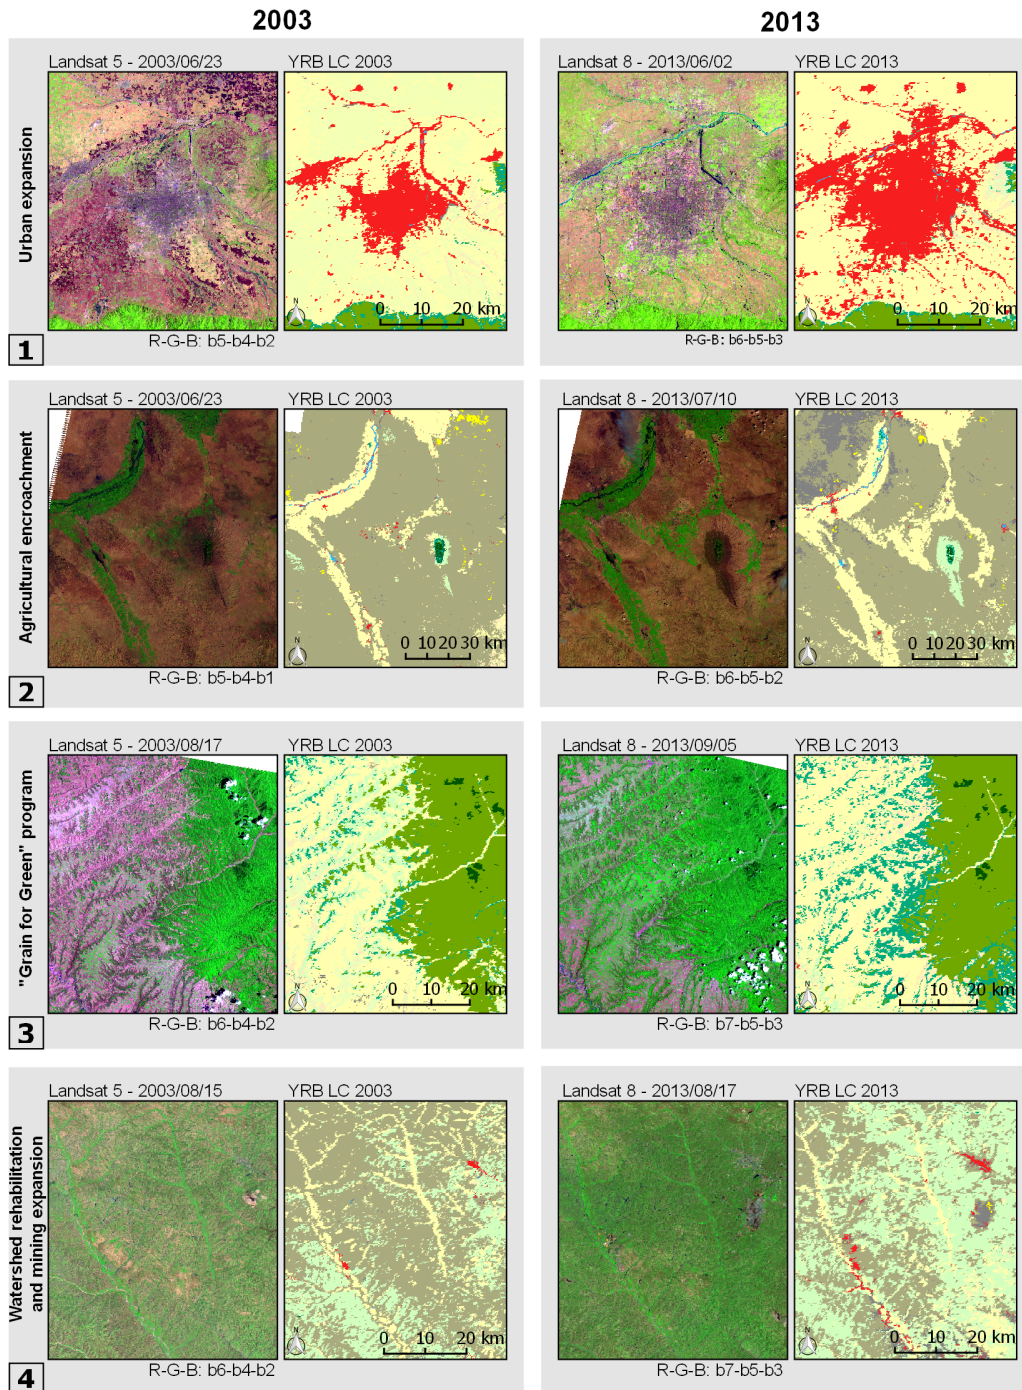 2003
2013
Urban expansion
Landsat 5 - 2003/06/23
YRB LC 2003
N
0 10 20 km
R-G-B: b5-b4-b2
1
Landsat 8 - 2013/06/02
YRB LC 2013
N
0 10 20 km
R-G-B: b6-b5-b3
Agricultural encroachment
Landsat 5 - 2003/06/23
YRB LC 2003
N
0 10 20 30 km
R-G-B: b5-b4-b1
2
Landsat 8 - 2013/07/10
YRB LC 2013
N
0 10 20 30 km
R-G-B: b6-b5-b2
"Grain for Green" program
Landsat 5 - 2003/08/17
YRB LC 2003
N
0 10 20 km
R-G-B: b6-b4-b2
3
Landsat 8 - 2013/09/05
YRB LC 2013
N
0 10 20 km
R-G-B: b7-b5-b3
Watershed rehabilitation
and mining expansion
Landsat 5 - 2003/08/15
YRB LC 2003
N
0 10 20 km
R-G-B: b6-b4-b2
4
Landsat 8 - 2013/08/17
YRB LC 2013
N
0 10 20 km
R-G-B: b7-b5-b3